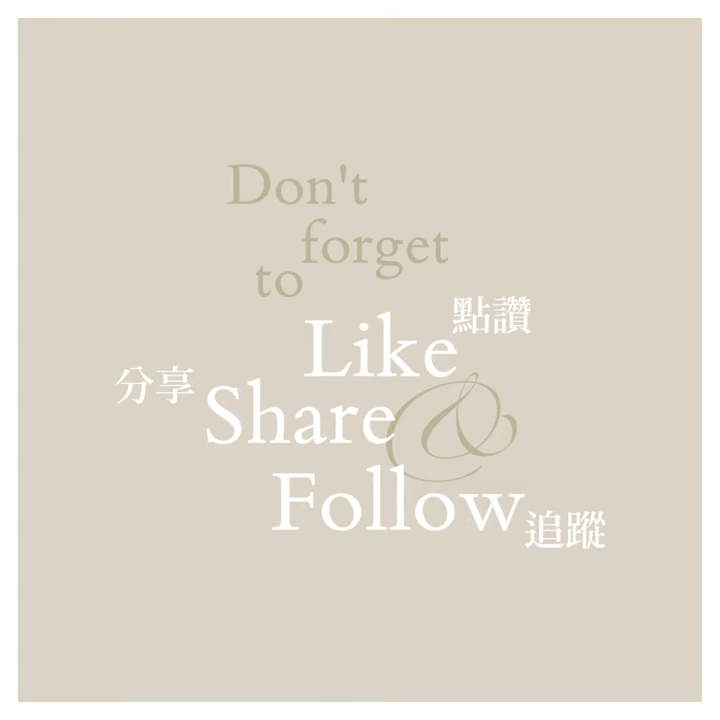 Don't
forget
to
Like 點讚
分享 Share &
Follow 追蹤